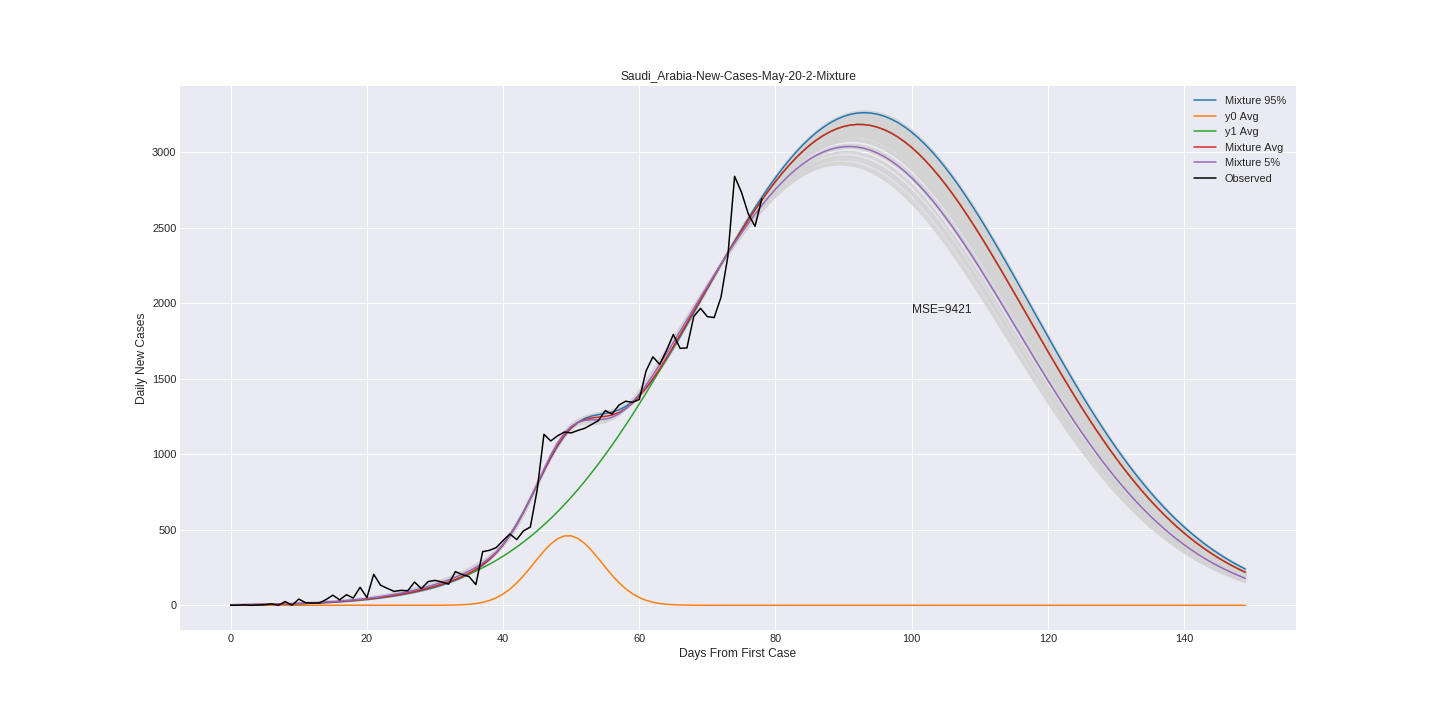 Saudi_Arabia-New-Cases-May-20-2-Mixture
Mixture 95%
y0 Avg
y1 Avg
Mixture Avg
Mixture 5%
Observed
3000
2500
2000
1500
1000
500
0
Daily New Cases
MSE=9421
0 20 40 60 80 100 120 140
Days From First Case